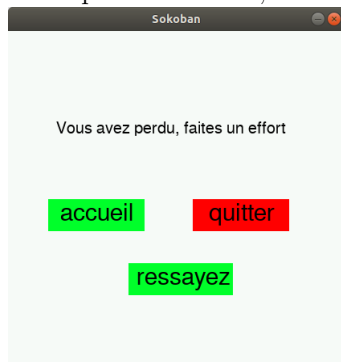 Sokoban
Vous avez perdu, faites un effort
accueil quitter
ressayez